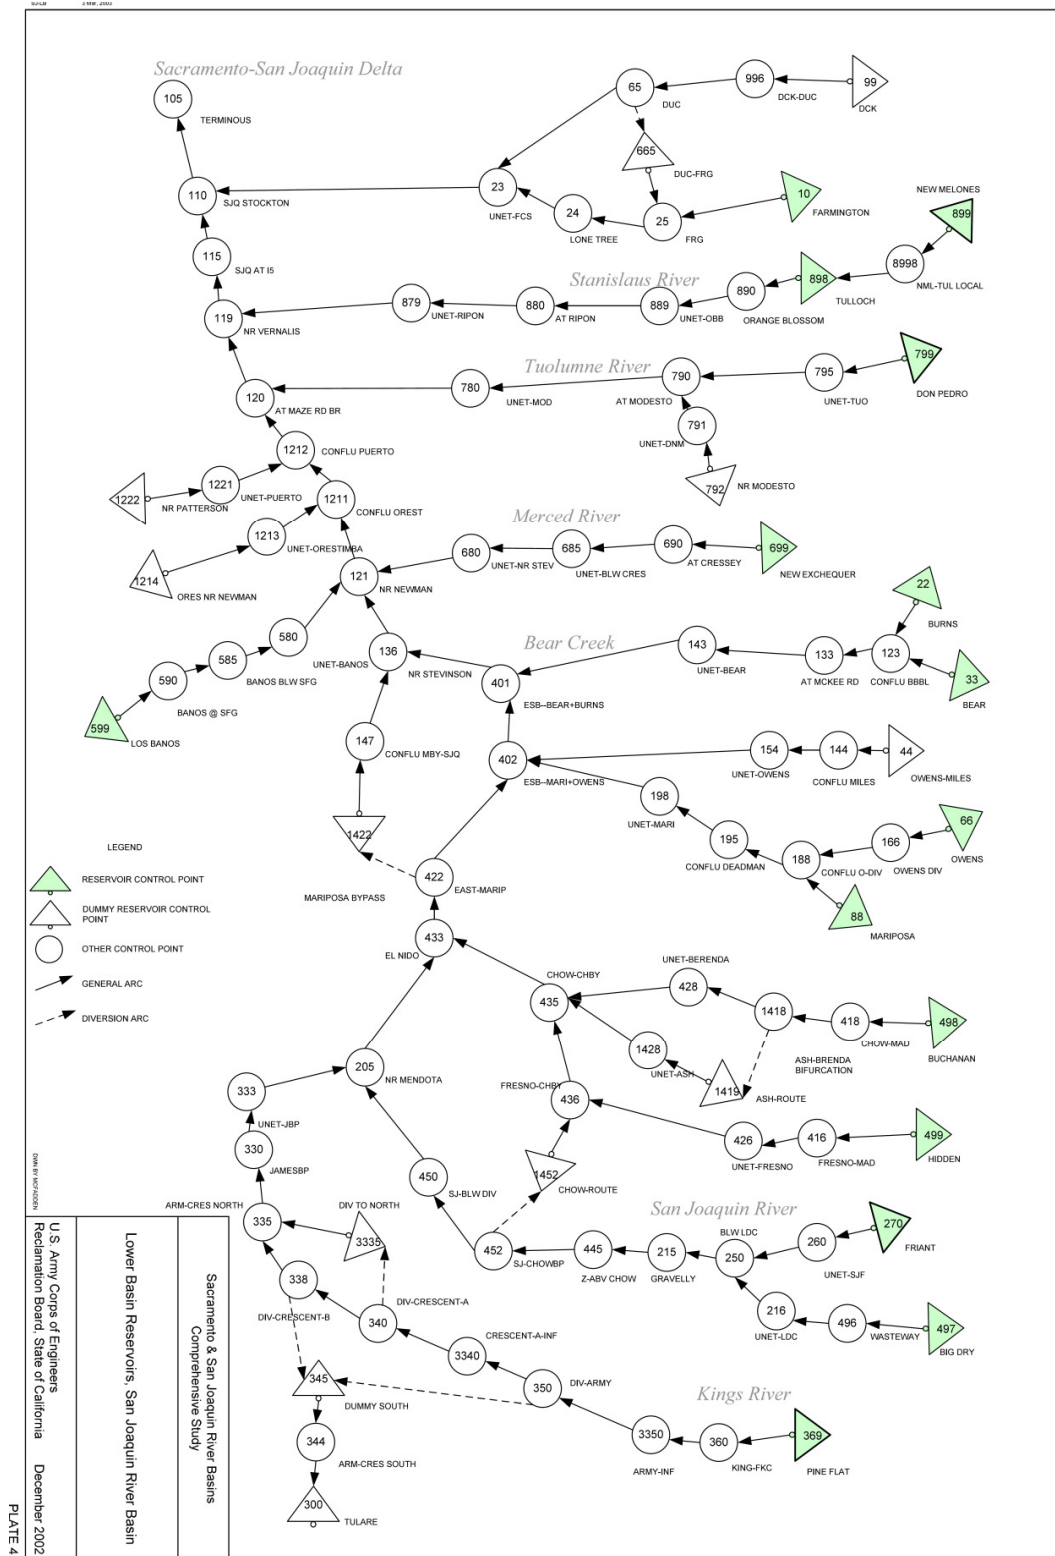 SJ-LB 3 Mar, 2003
Sacramento-San Joaquin Delta
105
TERMINOUS
65
DUC
996
DCK-DUC
99
DCK
665
DUC-FRG
110
SJQ STOCKTON
23
UNET-FCS
24
LONE TREE
25
FRG
10
FARMINGTON
NEW MELONES
899
115
SJQ AT I5
Stanislaus River
8998
NML-TUL LOCAL
898
TULLOCH
890
ORANGE BLOSSOM
889
UNET-OBB
880
AT RIPON
879
UNET-RIPON
119
NR VERNALIS
Tuolumne River
799
DON PEDRO
795
UNET-TUO
790
AT MODESTO
780
UNET-MOD
120
AT MAZE RD BR
791
UNET-DNM
792
NR MODESTO
1212
CONFLU PUERTO
1222
NR PATTERSON
1221
UNET-PUERTO
1211
CONFLU OREST
1213
UNET-ORESTIMBA
1214
ORES NR NEWMAN
Merced River
680
UNET-NR STEV
685
UNET-BLW CRES
690
AT CRESSEY
699
NEW EXCHEQUER
121
NR NEWMAN
22
BURNS
580
UNET-BANOS
585
BANOS BLW SFG
590
BANOS @ SFG
599
LOS BANOS
136
NR STEVINSON
Bear Creek
143
UNET-BEAR
133
AT MCKEE RD
123
CONFLU BBBL
33
BEAR
401
ESB--BEAR+BURNS
147
CONFLU MBY-SJQ
402
ESB--MARI+OWENS
154
UNET-OWENS
144
CONFLU MILES
44
OWENS-MILES
198
UNET-MARI
195
CONFLU DEADMAN
188
CONFLU O-DIV
166
OWENS DIV
66
OWENS
88
MARIPOSA
1422
MARIPOSA BYPASS
422
EAST-MARIP
LEGEND
RESERVOIR CONTROL POINT
DUMMY RESERVOIR CONTROL
POINT
OTHER CONTROL POINT
GENERAL ARC
DIVERSION ARC
433
EL NIDO
CHOW-CHBY
435
UNET-BERENDA
428
1418
ASH-BRENDA
BIFURCATION
418
CHOW-MAD
498
BUCHANAN
1428
UNET-ASH
1419
ASH-ROUTE
205
NR MENDOTA
FRESNO-CHBY
436
426
UNET-FRESNO
416
FRESNO-MAD
499
HIDDEN
333
UNET-JBP
330
JAMESBP
1452
CHOW-ROUTE
450
SJ-BLW DIV
452
SJ-CHOWBP
San Joaquin River
445
Z-ABV CHOW
215
GRAVELLY
BLW LDC
250
260
UNET-SJF
270
FRIANT
216
UNET-LDC
496
WASTEWAY
497
BIG DRY
ARM-CRES NORTH
335
DIV TO NORTH
3335
338
DIV-CRESCENT-B
340
DIV-CRESCENT-A
3340
CRESCENT-A-INF
350
DIV-ARMY
345
DUMMY SOUTH
344
ARM-CRES SOUTH
300
TULARE
Kings River
3350
ARMY-INF
360
KING-FKC
369
PINE FLAT
DWN BY MCFADDEN
Sacramento & San Joaquin River Basins
Comprehensive Study
Lower Basin Reservoirs, San Joaquin River Basin
U.S. Army Corps of Engineers
Reclamation Board, State of California December 2002
PLATE 4